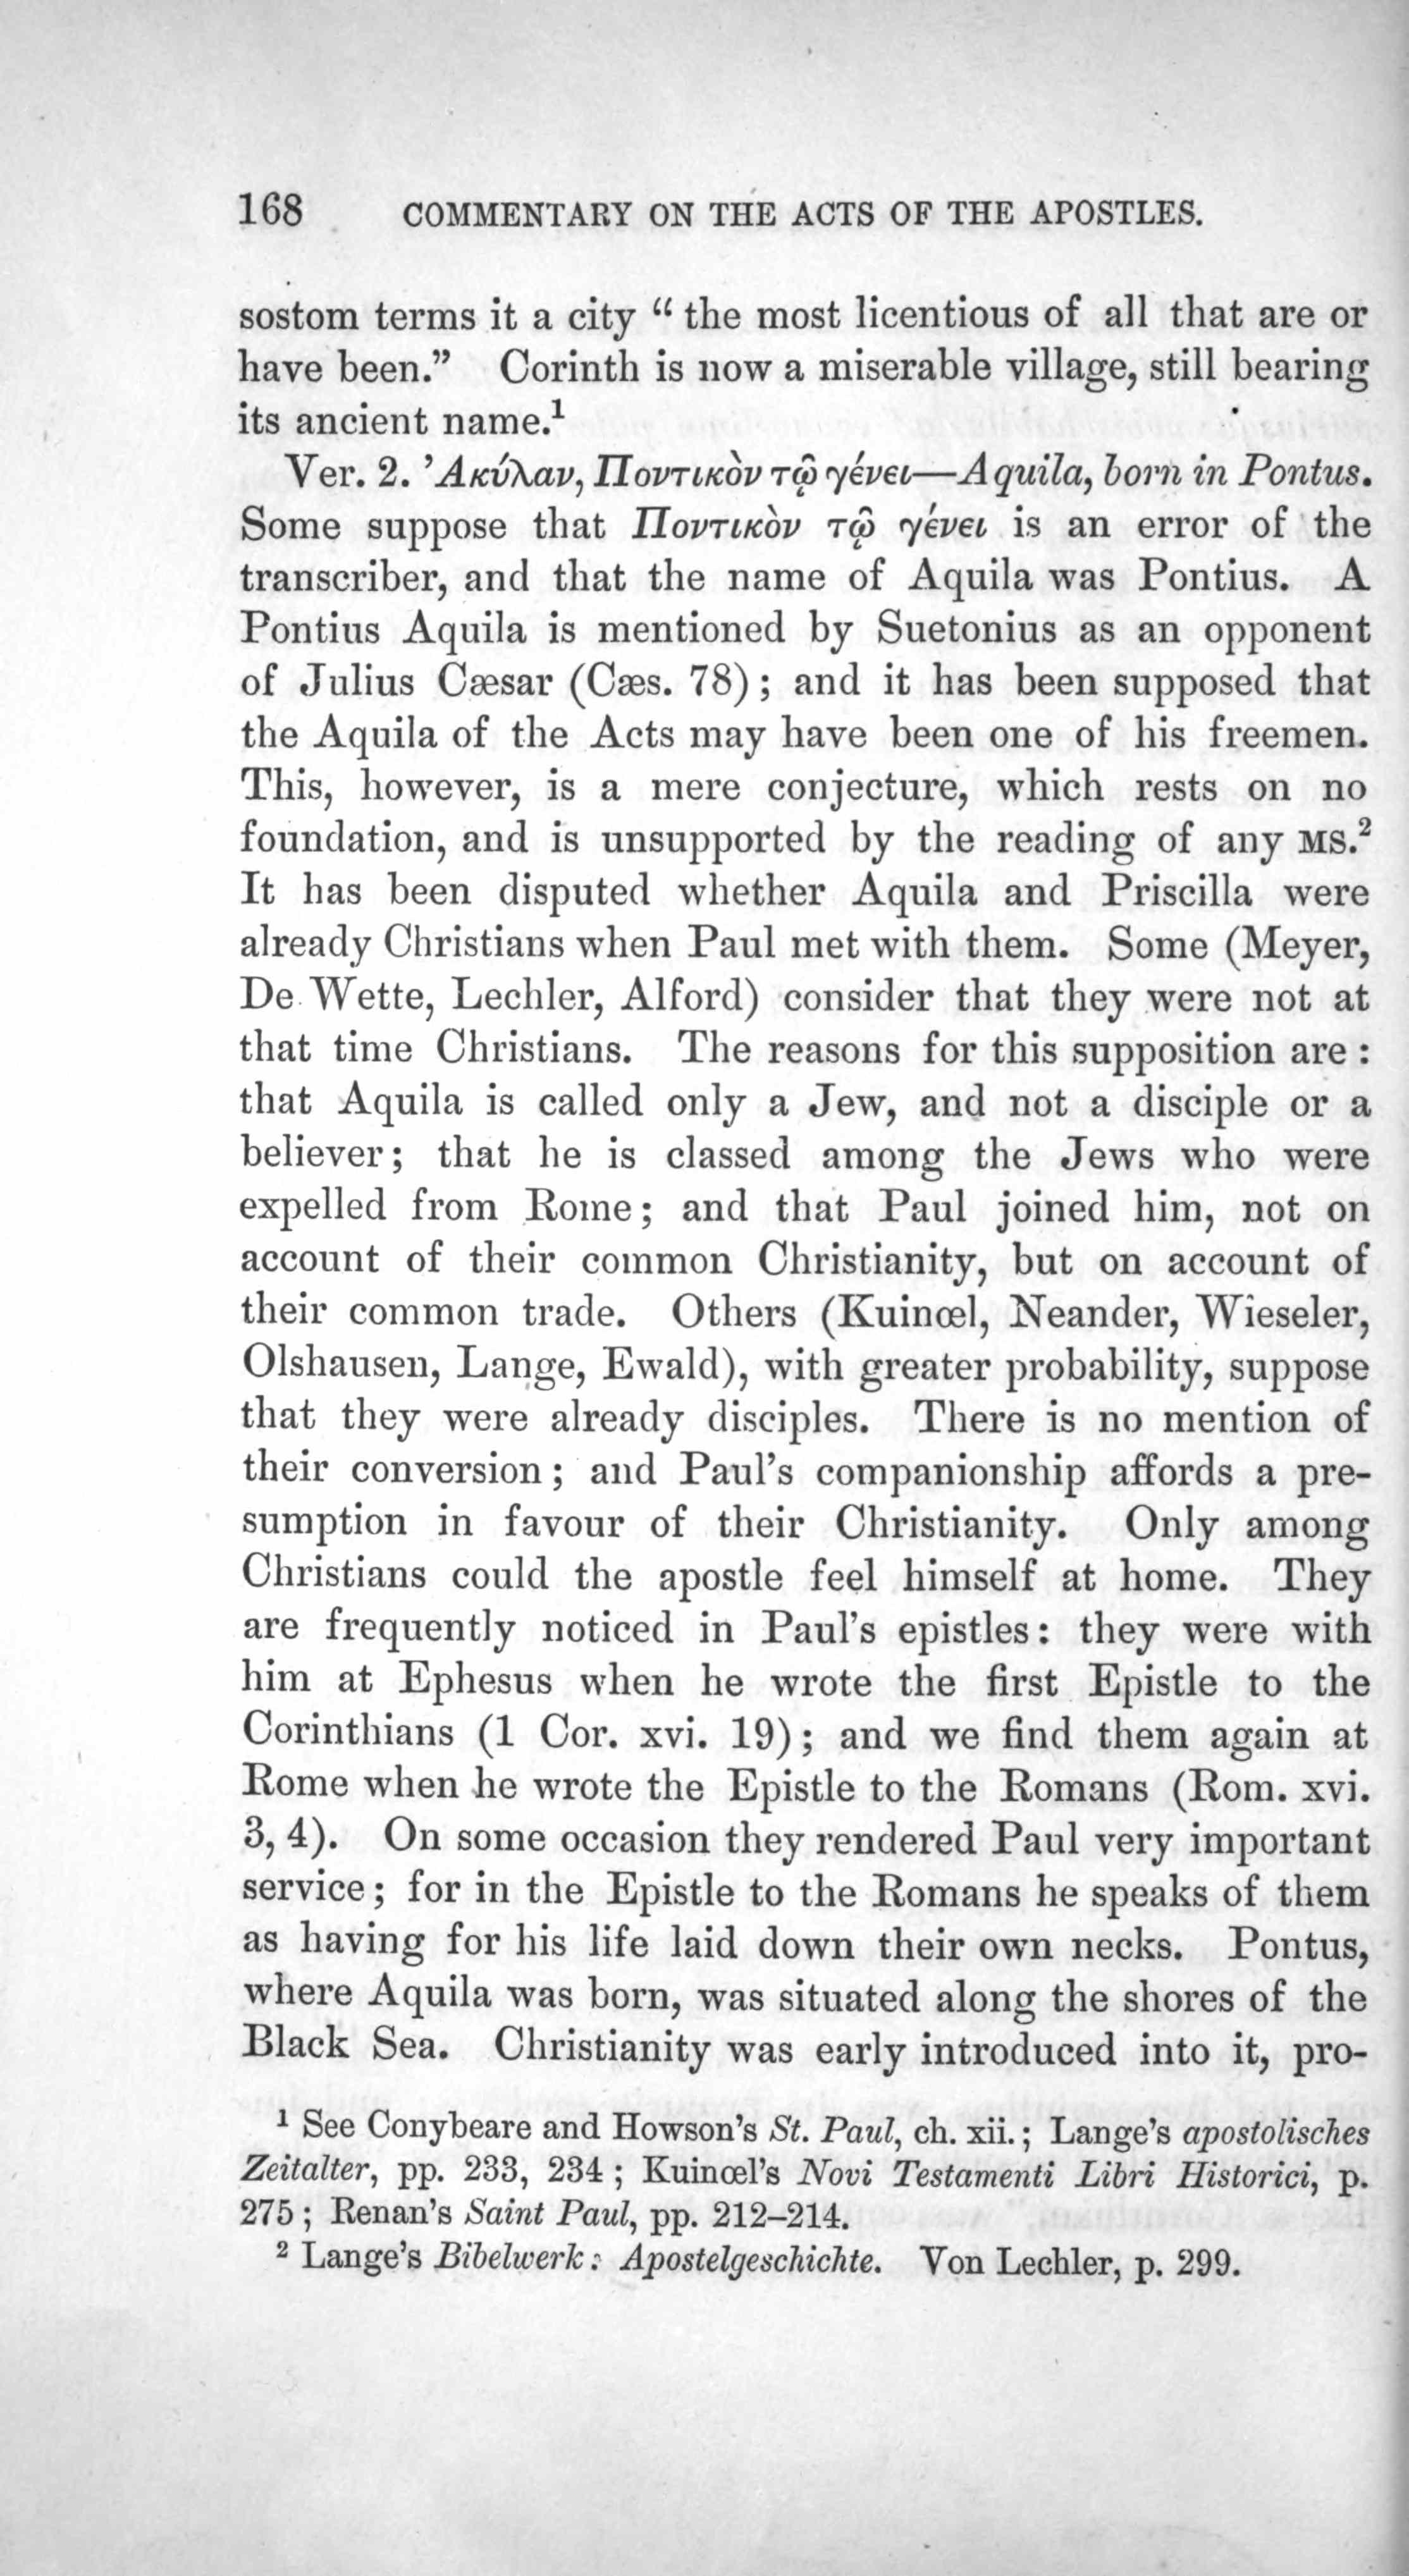 168 COMMENTARY ON THE ACTS OF THE APOSTLES.
sostom terms it a city “ the most licentious of all that are or
have been.” Corinth is now a miserable village, still bearing
its ancient name.¹
Ver. 2. ’Ακύλαν, Ποντικὸν τῷ γένει—Aquila, born in Pontus.
Some suppose that Ποντικὸν τῷ γένει is an error of the
transcriber, and that the name of Aquila was Pontius. A
Pontius Aquila is mentioned by Suetonius as an opponent
of Julius Cæsar (Cæs. 78) ; and it has been supposed that
the Aquila of the Acts may have been one of his freemen.
This, however, is a mere conjecture, which rests on no
foundation, and is unsupported by the reading of any MS.²
It has been disputed whether Aquila and Priscilla were
already Christians when Paul met with them. Some (Meyer,
De Wette, Lechler, Alford) consider that they were not at
that time Christians. The reasons for this supposition are :
that Aquila is called only a Jew, and not a disciple or a
believer ; that he is classed among the Jews who were
expelled from Rome ; and that Paul joined him, not on
account of their common Christianity, but on account of
their common trade. Others (Kuinœl, Neander, Wieseler,
Olshausen, Lange, Ewald), with greater probability, suppose
that they were already disciples. There is no mention of
their conversion ; and Paul’s companionship affords a pre-
sumption in favour of their Christianity. Only among
Christians could the apostle feel himself at home. They
are frequently noticed in Paul’s epistles : they were with
him at Ephesus when he wrote the first Epistle to the
Corinthians (1 Cor. xvi. 19) ; and we find them again at
Rome when he wrote the Epistle to the Romans (Rom. xvi.
3, 4). On some occasion they rendered Paul very important
service ; for in the Epistle to the Romans he speaks of them
as having for his life laid down their own necks. Pontus,
where Aquila was born, was situated along the shores of the
Black Sea. Christianity was early introduced into it, pro-
¹ See Conybeare and Howson’s St. Paul, ch. xii. ; Lange’s apostolisches
Zeitalter, pp. 233, 234 ; Kuinœl’s Novi Testamenti Libri Historici, p.
275 ; Renan’s Saint Paul, pp. 212–214.
² Lange’s Bibelwerk : Apostelgeschichte. Von Lechler, p. 299.